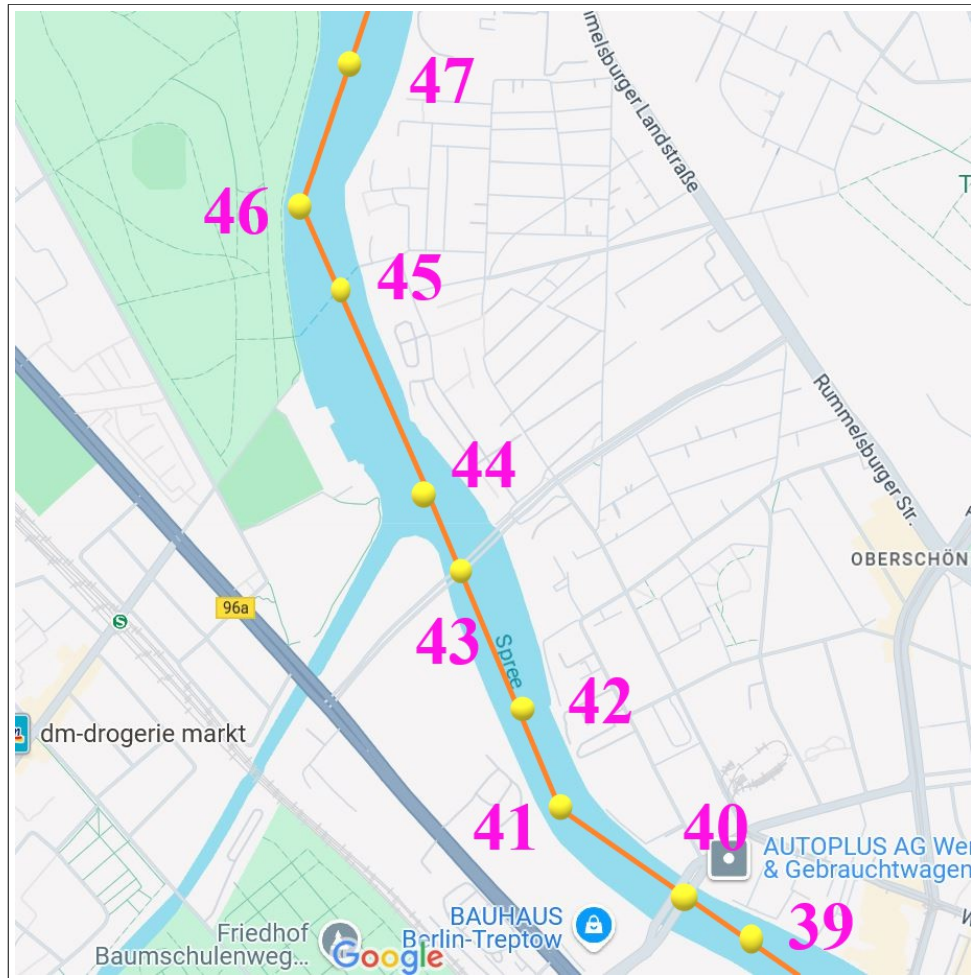 47
melsburger Landstraße
46
T
45
Rummelsburger Str.
44
A
OBERSCHÖN
96a
S
43
Spree
42
dm-drogerie markt
41
40
AUTOPLUS AG Wer
& Gebrauchtwagen
39
W
BAUHAUS
Berlin-Treptow
Friedhof
Baumschulenweg...
Google